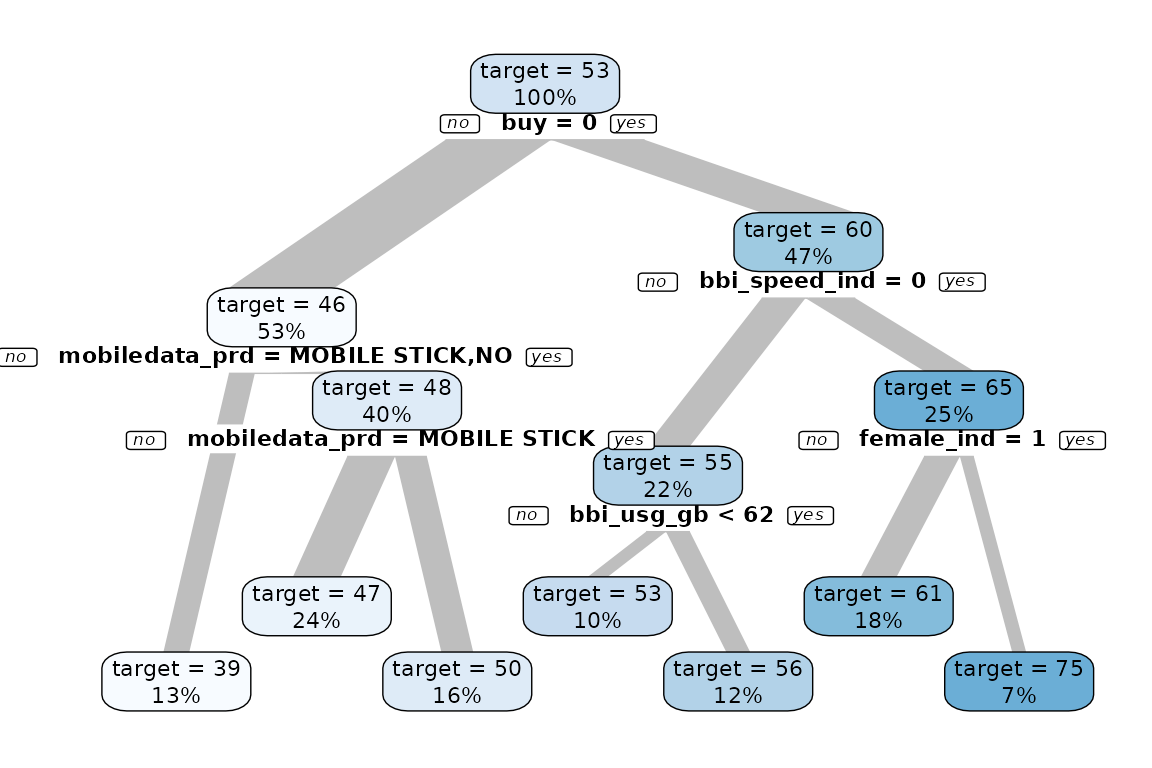 target = 53
100%
no buy = 0 yes
target = 60
47%
no bbi_speed_ind = 0 yes
target = 46
53%
no mobiledata_prd = MOBILE STICK,NO yes
target = 48
40%
target = 65
25%
no mobiledata_prd = MOBILE STICK yes
no female_ind = 1 yes
target = 55
22%
no bbi_usg_gb < 62 yes
target = 47
24%
target = 53
10%
target = 61
18%
target = 39
13%
target = 50
16%
target = 56
12%
target = 75
7%